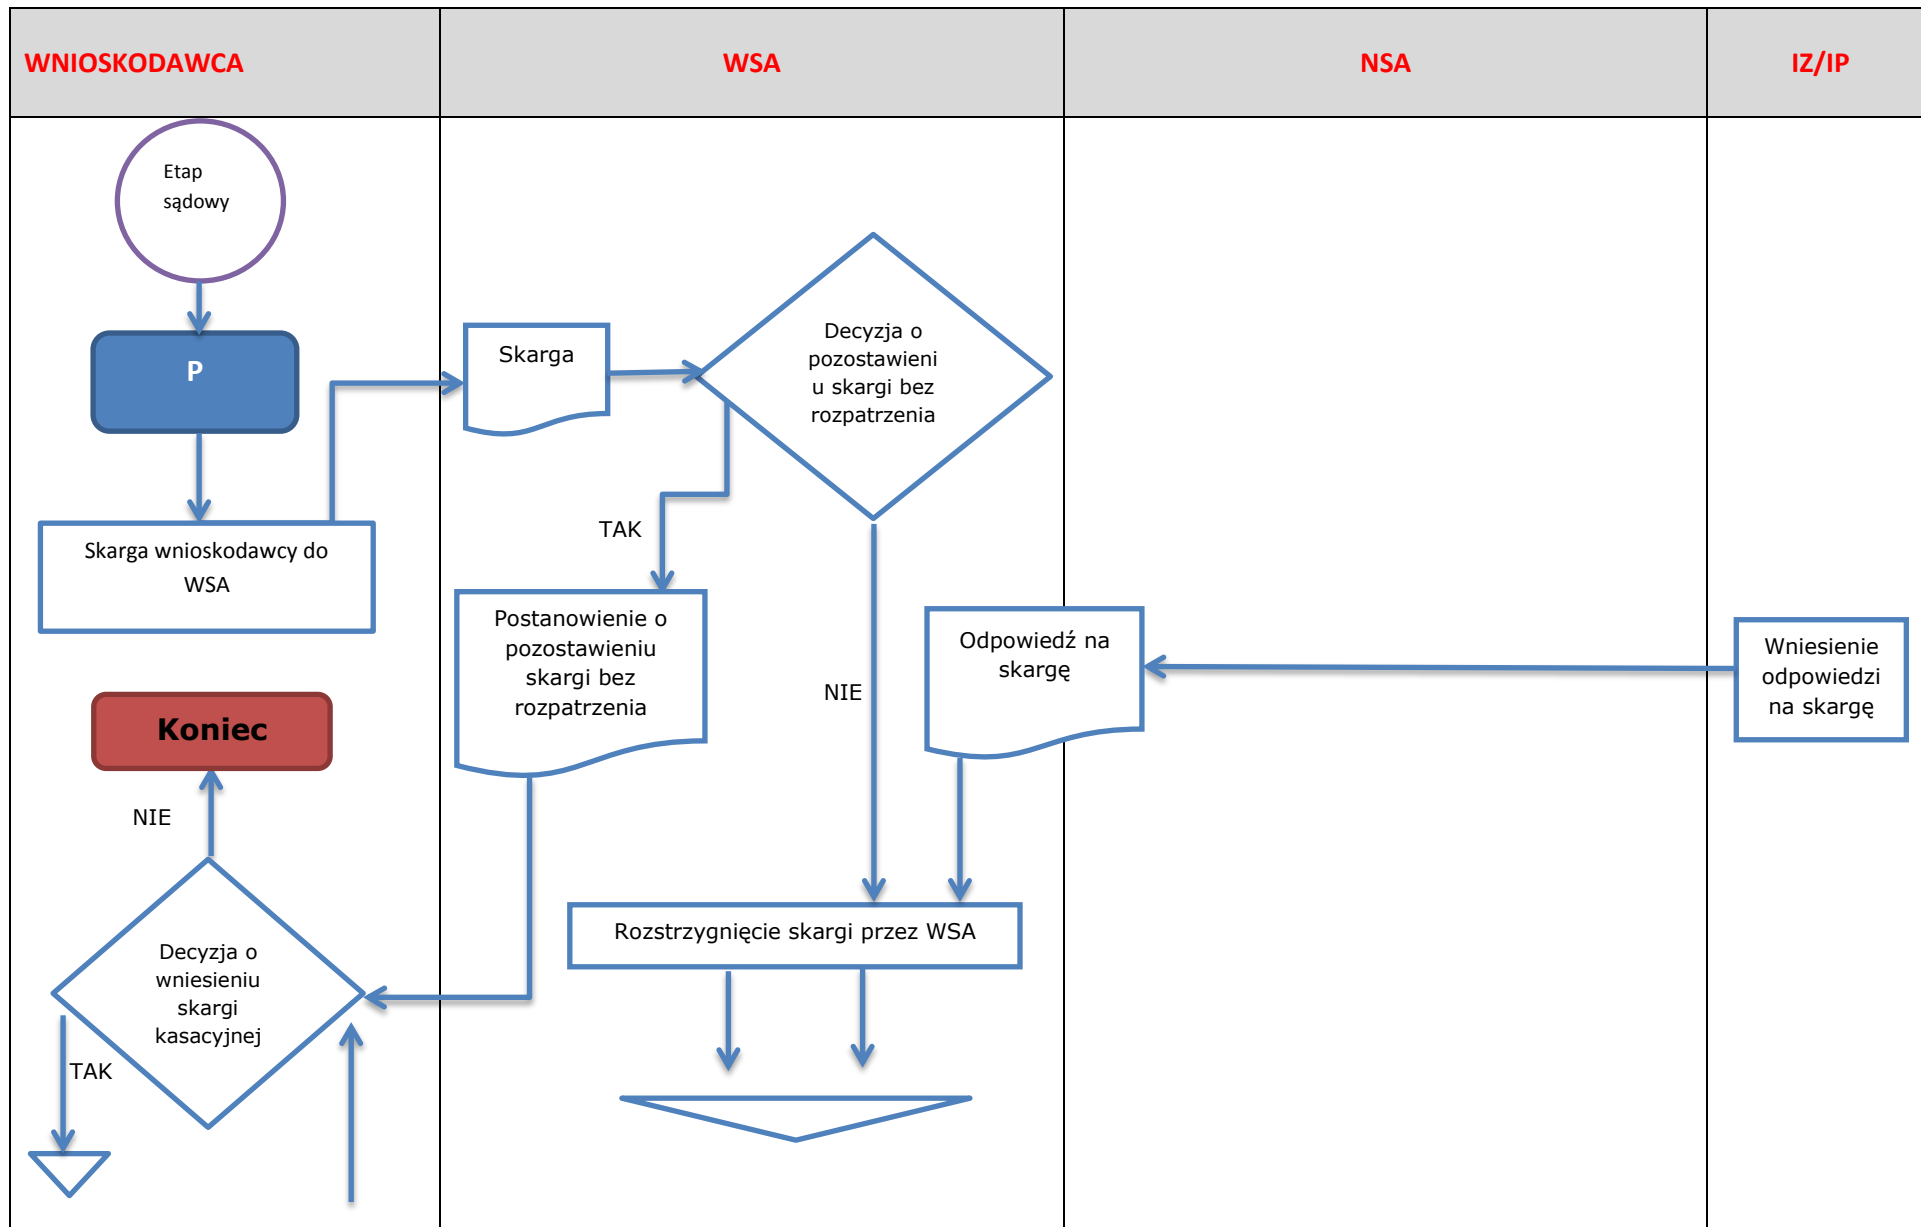 WNIOSKODAWCA
WSA
NSA
IZ/IP
Etap
sądowy
P
Skarga wnioskodawcy do
WSA
Koniec
NIE
Decyzja o
wniesieniu
skargi
kasacyjnej
TAK
Skarga
Decyzja o
pozostawieni
u skargi bez
rozpatrzenia
TAK
Postanowienie o
pozostawieniu
skargi bez
rozpatrzenia
NIE
Odpowiedź na
skargę
Rozstrzygnięcie skargi przez WSA
Wniesienie
odpowiedzi
na skargę